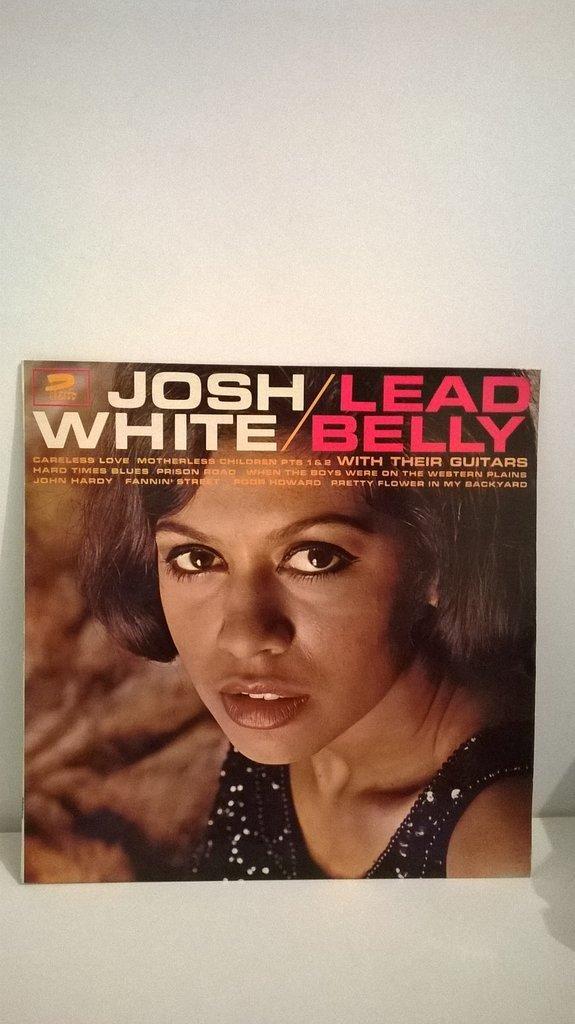 JOSH / LEAD
WHITE / BELLY
CARELESS LOVE MOTHERLESS CHILDREN PTS 1 & 2 WITH THEIR GUITARS
HARD TIMES BLUES PRISON ROAD WHEN THE BOYS WERE ON THE WESTERN PLAINS
JOHN HARDY FANNIN' STREET POOR HOWARD PRETTY FLOWER IN MY BACKYARD